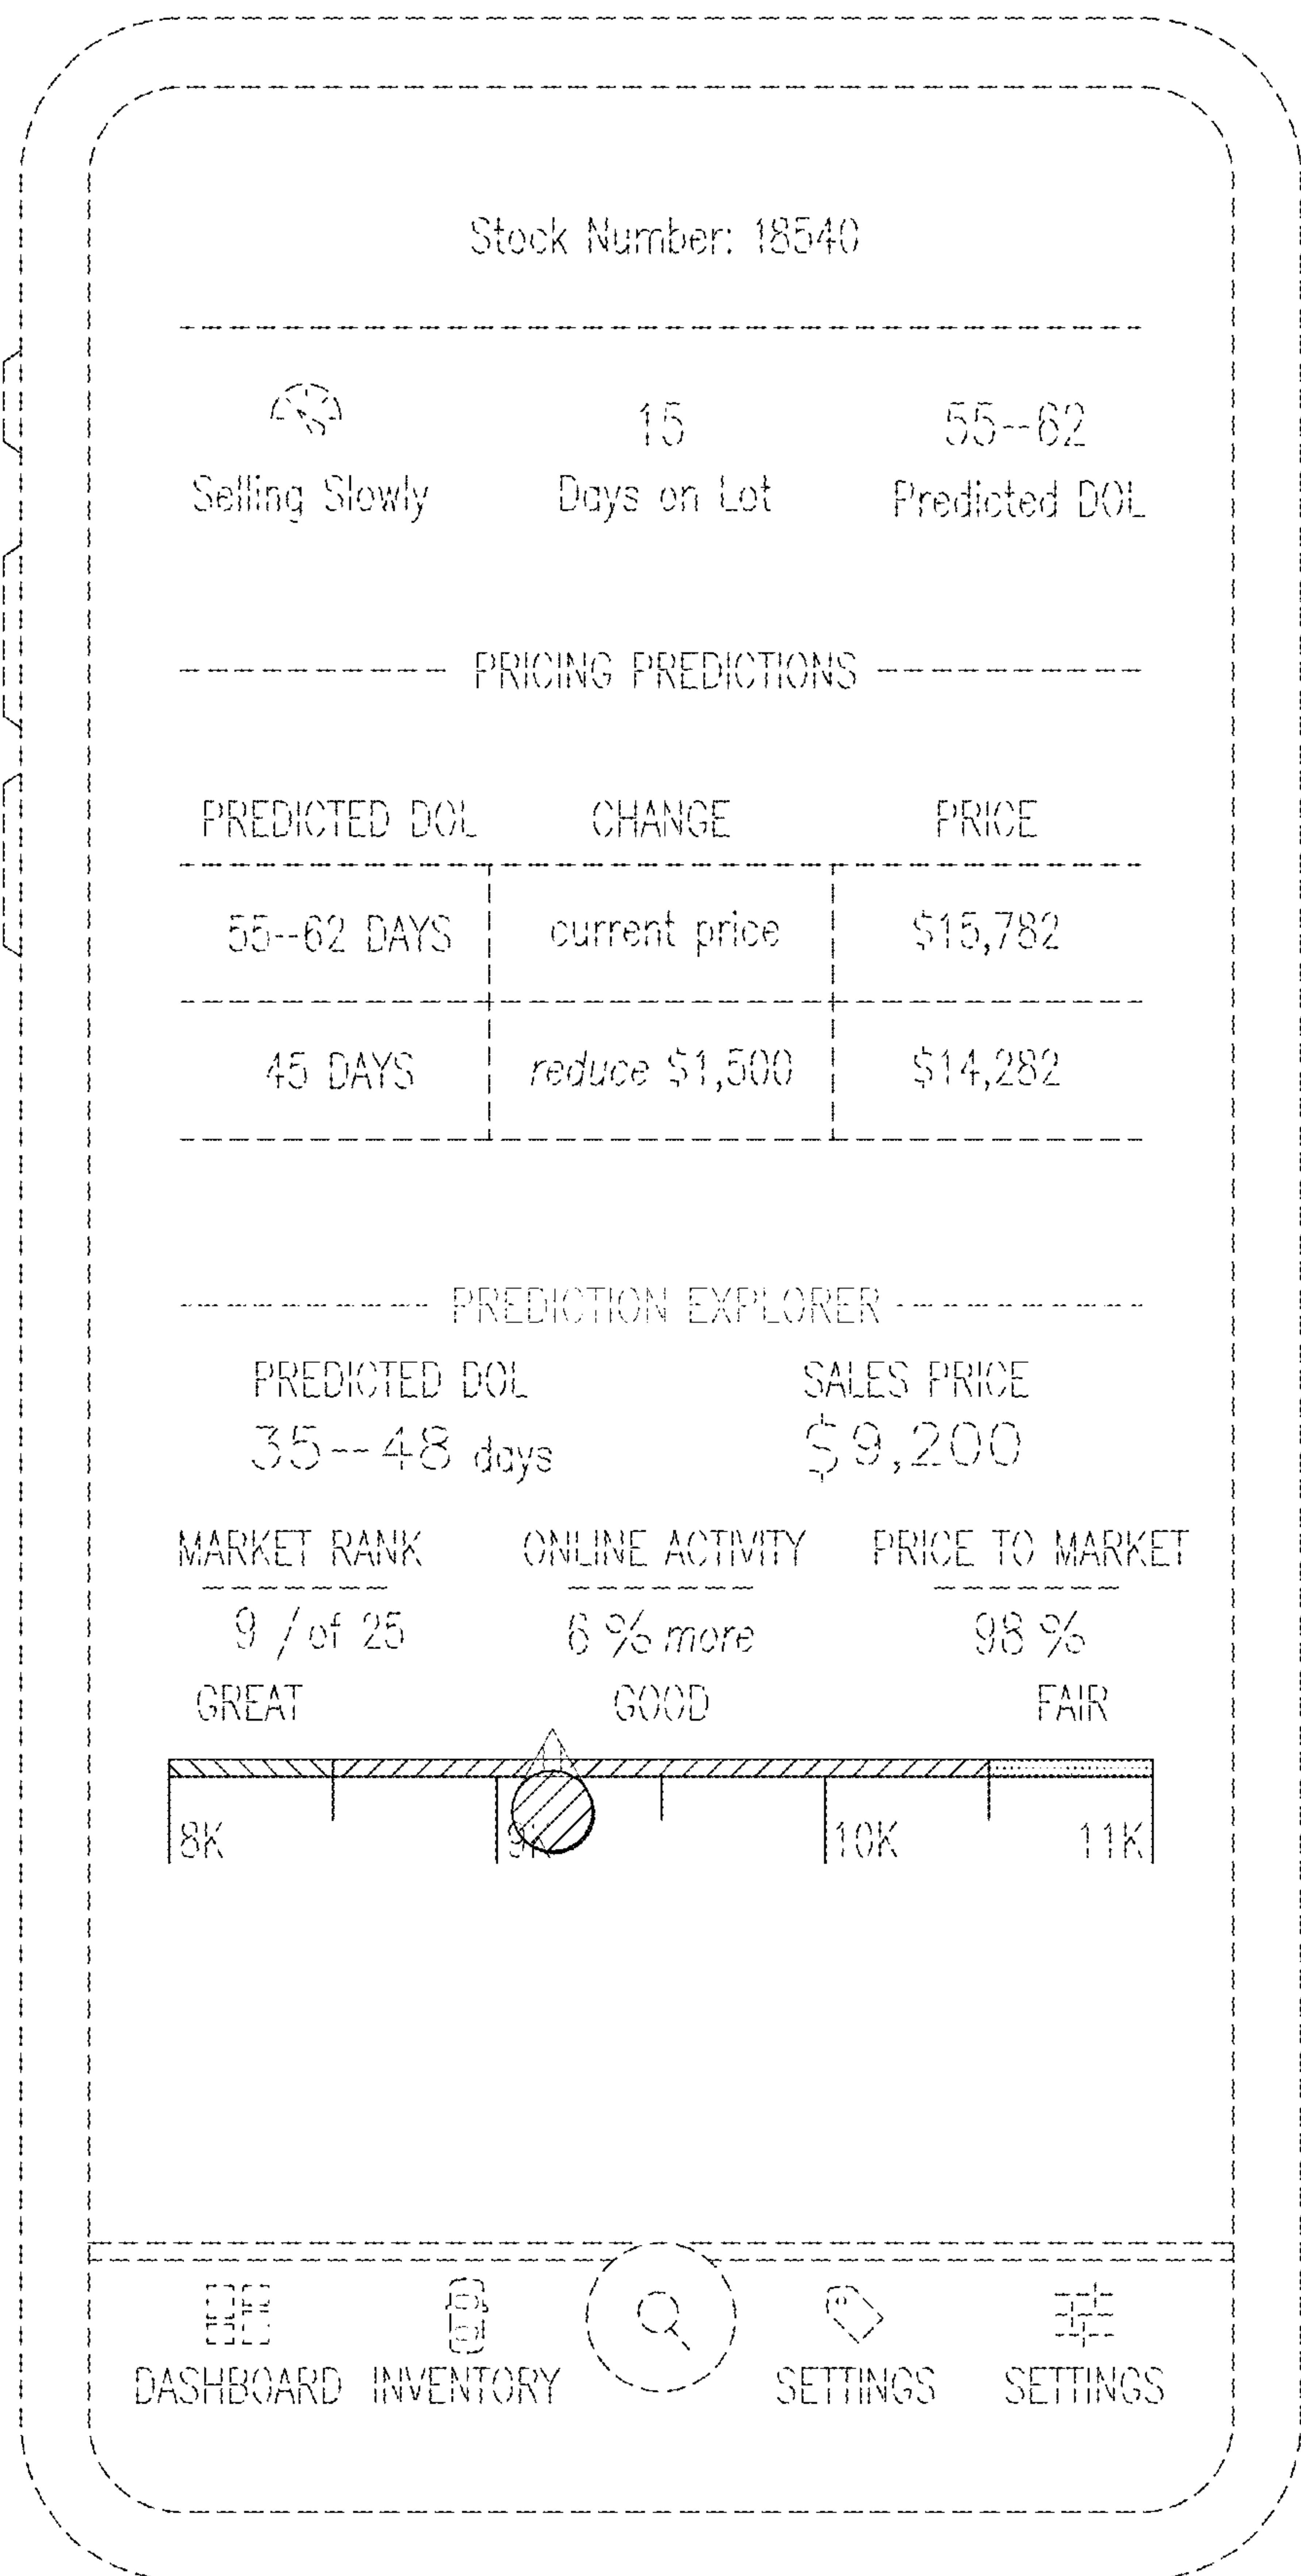 Stock Number: 18540
15 55--62
Selling Slowly Days on Lot Predicted DOL
PRICING PREDICTIONS
PREDICTED DOL CHANGE PRICE
55--62 DAYS current price $15,782
45 DAYS reduce $1,500 $14,282
PREDICTION EXPLORER
PREDICTED DOL SALES PRICE
35--48 days $9,200
MARKET RANK ONLINE ACTIVITY PRICE TO MARKET
9 / of 25 6 % more 98 %
GREAT GOOD FAIR
8K 9K 10K 11K
DASHBOARD INVENTORY SETTINGS SETTINGS